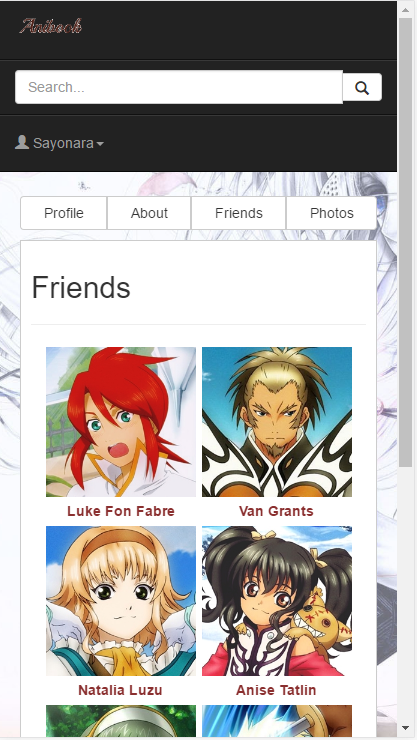 Anibook
Search...
Sayonara
Profile About Friends Photos
Friends
Luke Fon Fabre Van Grants
Natalia Luzu Anise Tatlin